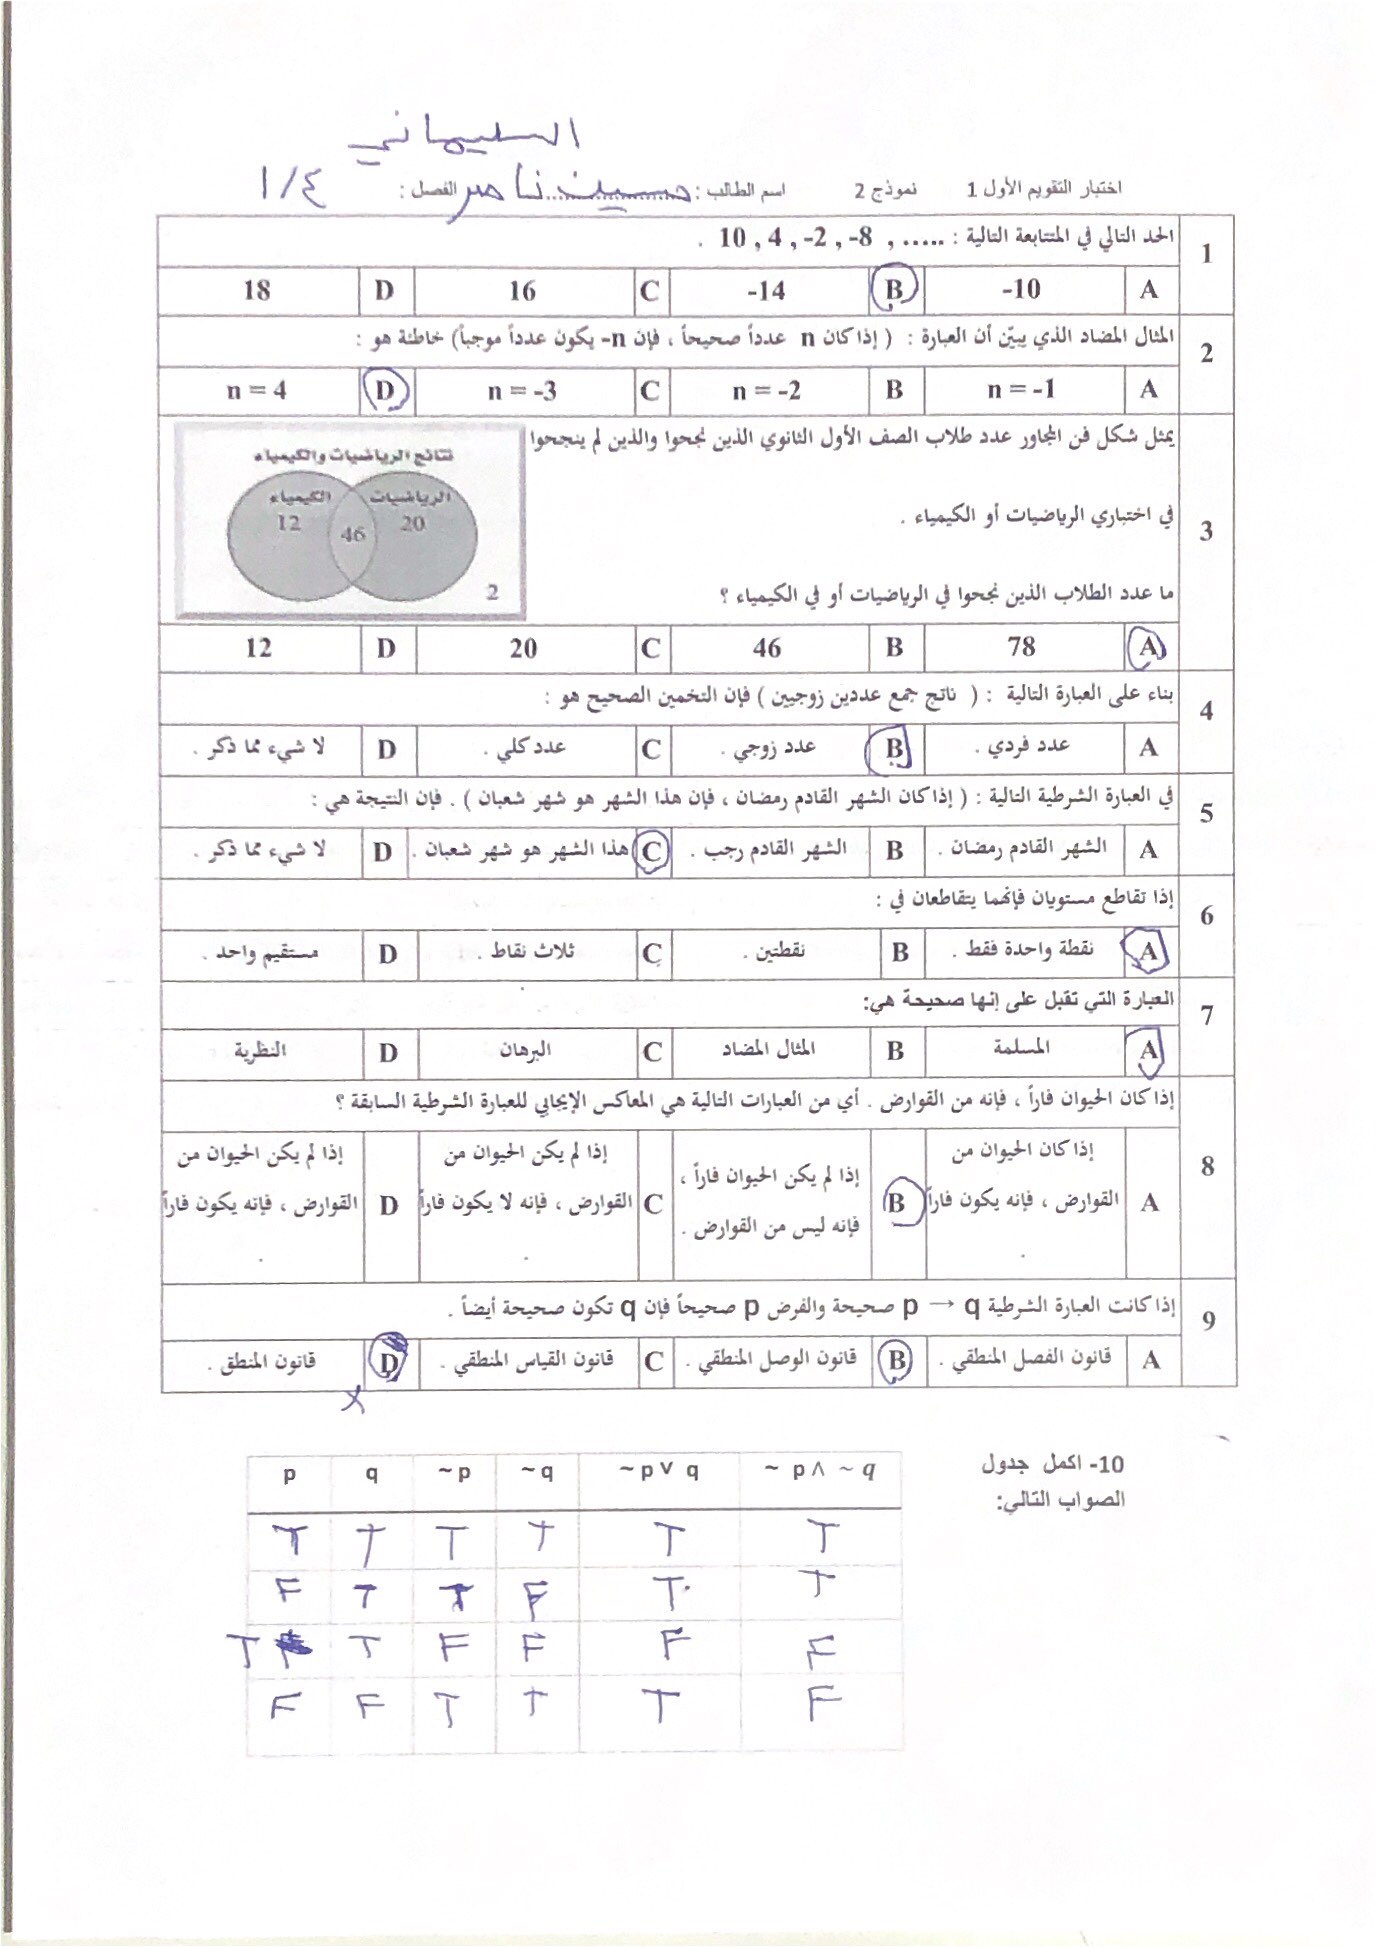 السليماني
اختبار التقويم الأول 1 نموذج 2 اسم الطالب : حسين ناصر الفصل : ١/٤
1 الحد التالي في المتتابعة التالية : ..... , 10 , 4 , -2 , -8 .
A -10 B -14 C 16 D 18
2 المثال المضاد الذي يبيّن أن العبارة : ( إذا كان n عدداً صحيحاً ، فإن n- يكون عدداً موجباً) خاطئة هو :
A n = -1 B n = -2 C n = -3 D n = 4
3 يمثل شكل فن المجاور عدد طلاب الصف الأول الثانوي الذين نجحوا والذين لم ينجحوا
في اختباري الرياضيات أو الكيمياء .
ما عدد الطلاب الذين نجحوا في الرياضيات أو في الكيمياء ؟
نتائج الرياضيات والكيمياء
الرياضيات الكيمياء
20 46 12
2
A 78 B 46 C 20 D 12
4 بناء على العبارة التالية : ( ناتج جمع عددين زوجيين ) فإن التخمين الصحيح هو :
A عدد فردي . B عدد زوجي . C عدد كلي . D لا شيء مما ذكر .
5 في العبارة الشرطية التالية : ( إذا كان الشهر القادم رمضان ، فإن هذا الشهر هو شهر شعبان ) . فإن النتيجة هي :
A الشهر القادم رمضان . B الشهر القادم رجب . C هذا الشهر هو شهر شعبان . D لا شيء مما ذكر .
6 إذا تقاطع مستويان فإنهما يتقاطعان في :
A نقطة واحدة فقط . B نقطتين . C ثلاث نقاط . D مستقيم واحد .
7 العبارة التي تقبل على إنها صحيحة هي:
A المسلمة B المثال المضاد C البرهان D النظرية
8 إذا كان الحيوان فاراً ، فإنه من القوارض . أي من العبارات التالية هي المعاكس الإيجابي للعبارة الشرطية السابقة ؟
A إذا كان الحيوان من القوارض ، فإنه يكون فاراً . B إذا لم يكن الحيوان فاراً ، فإنه ليس من القوارض . C إذا لم يكن الحيوان من القوارض ، فإنه لا يكون فاراً . D إذا لم يكن الحيوان من القوارض ، فإنه يكون فاراً .
9 إذا كانت العبارة الشرطية p → q صحيحة والفرض p صحيحاً فإن q تكون صحيحة أيضاً .
A قانون الفصل المنطقي . B قانون الوصل المنطقي . C قانون القياس المنطقي . D قانون المنطق .
x
10- اكمل جدول
الصواب التالي:
p q ~p ~q ~p ∨ q ~ p ∧ ~ q
T T T T T T
F T T F T T
T T F F F F
F F T T T F